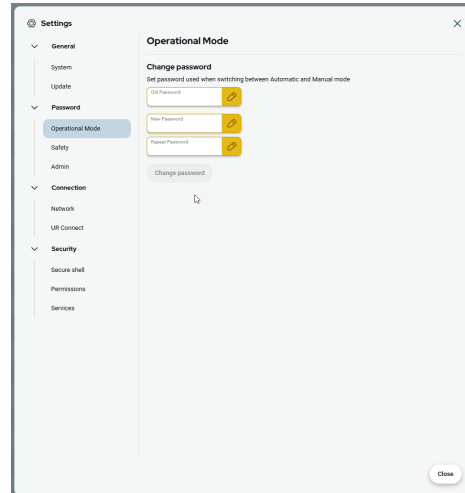 Settings
General
System
Update
Password
Operational Mode
Safety
Admin
Connection
Network
UR Connect
Security
Secure shell
Permissions
Services
Operational Mode
Change password
Set password used when switching between Automatic and Manual mode
Old Password
New Password
Repeat Password
Change password
Close